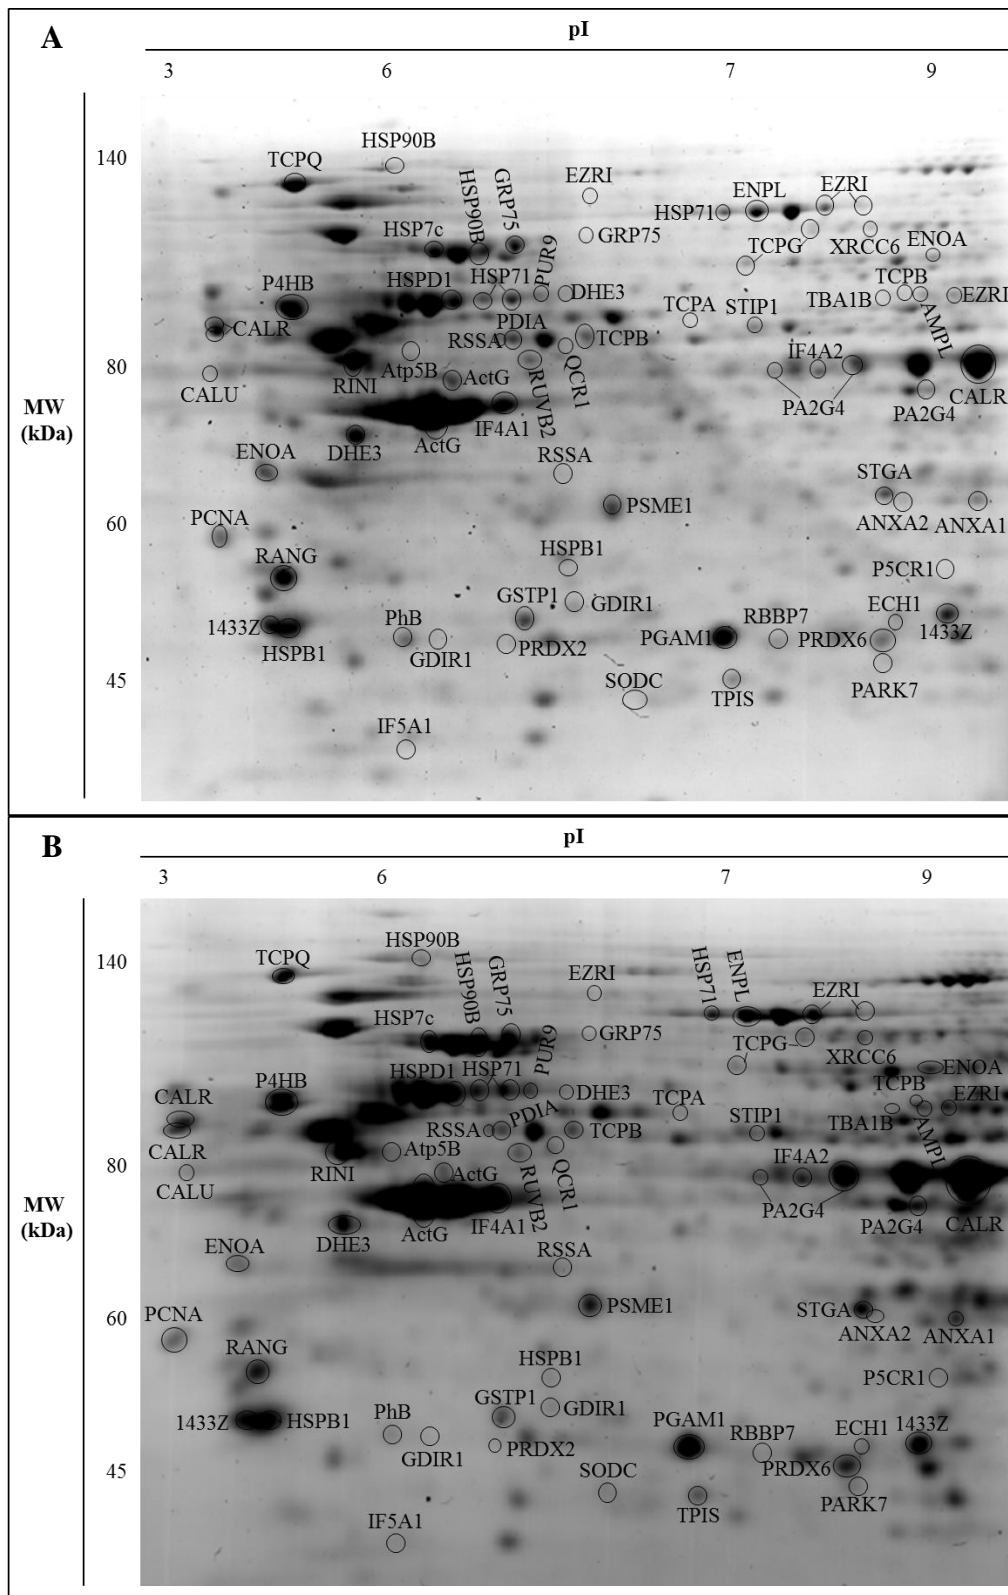 A
pI
3 6 7 9
140
HSP90B
TCPQ
EZRI
ENPL
EZRI
HSP71
HSP90B
GRP75
HSP7c
GRP75
TCPG
XRCC6
ENOA
PUR9
HSPD1
HSP71
DHE3
P4HB
TCPA
STIP1
TBA1B
TCPB
EZRI
AMPL
CALR
PDIA
RSSA
TCPB
Atp5B
QCR1
IF4A2
80
RINI
ActG
RUVB2
CALU
PA2G4
PA2G4
CALR
MW
(kDa)
IF4A1
ActG
DHE3
ENOA
RSSA
STGA
PSME1
ANXA2
ANXA1
60
PCNA
HSPB1
P5CR1
RANG
GSTP1
GDIR1
ECH1
1433Z
PhB
RBBP7
PGAM1
PRDX6
1433Z
HSPB1
GDIR1
PRDX2
45
SODC
TPIS
PARK7
IF5A1
B
pI
3 6 7 9
140
HSP90B
TCPQ
HSP90B
GRP75
EZRI
HSP71
ENPL
EZRI
HSP7c
PUR9
GRP75
TCPG
XRCC6
ENOA
HSPD1
HSP71
DHE3
TCPB
EZRI
P4HB
TCPA
CALR
STIP1
TBA1B
AMPL
PDIA
RSSA
TCPB
CALR
Atp5B
QCR1
IF4A2
80
RINI
ActG
RUVB2
CALU
PA2G4
PA2G4
CALR
MW
(kDa)
IF4A1
ActG
DHE3
ENOA
RSSA
PSME1
STGA
60
PCNA
ANXA2
ANXA1
RANG
HSPB1
P5CR1
GSTP1
GDIR1
1433Z
HSPB1
PhB
PGAM1
RBBP7
ECH1
1433Z
GDIR1
PRDX2
PRDX6
45
SODC
PARK7
TPIS
IF5A1